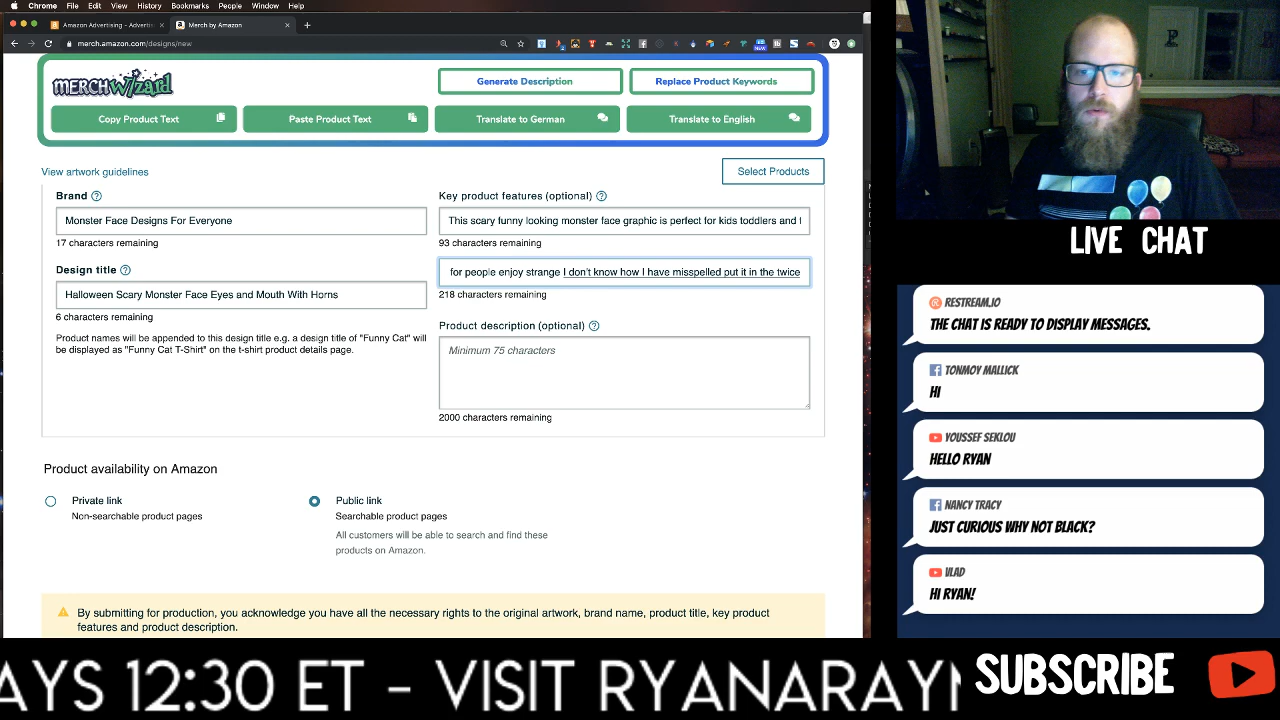 Chrome File Edit View History Bookmarks People Window Help
Amazon Advertising - Advertis
Merch by Amazon
merch.amazon.com/designs/new
MERCHWIZARD
Generate Description
Replace Product Keywords
Copy Product Text
Paste Product Text
Translate to German
Translate to English
View artwork guidelines
Select Products
Brand
Monster Face Designs For Everyone
17 characters remaining
Design title
Halloween Scary Monster Face Eyes and Mouth With Horns
6 characters remaining
Product names will be appended to this design title e.g. a design title of "Funny Cat" will
be displayed as "Funny Cat T-Shirt" on the t-shirt product details page.
Key product features (optional)
This scary funny looking monster face graphic is perfect for kids toddlers and
93 characters remaining
for people enjoy strange I don't know how I have misspelled put it in the twice
218 characters remaining
Product description (optional)
Minimum 75 characters
2000 characters remaining
Product availability on Amazon
Private link
Non-searchable product pages
Public link
Searchable product pages
All customers will be able to search and find these
products on Amazon.
By submitting for production, you acknowledge you have all the necessary rights to the original artwork, brand name, product title, key product
features and product description.
LIVE CHAT
RESTREAM.IO
THE CHAT IS READY TO DISPLAY MESSAGES.
TONMOY MALLICK
HI
YOUSSEF SEKLOU
HELLO RYAN
NANCY TRACY
JUST CURIOUS WHY NOT BLACK?
VLAD
HI RYAN!
AYS 12:30 ET - VISIT RYANARAY
SUBSCRIBE